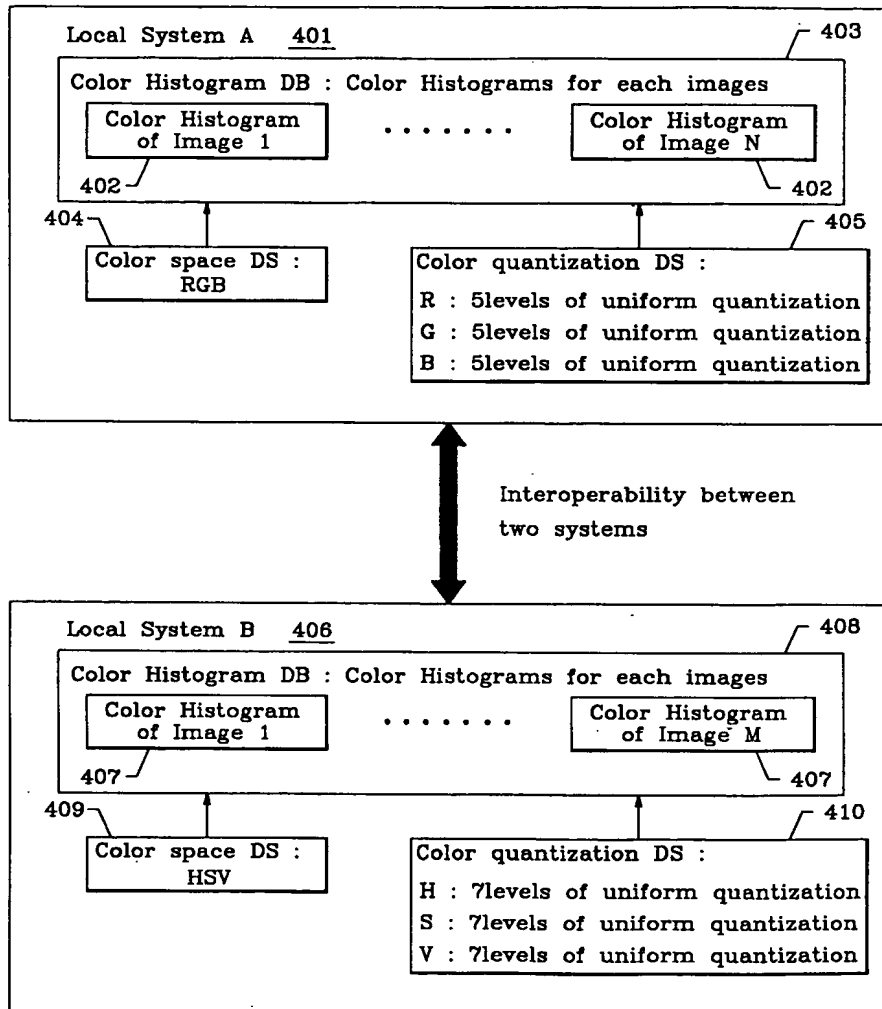 Local System A 401
403
Color Histogram DB : Color Histograms for each images
Color Histogram
of Image 1
. . . . . . .
Color Histogram
of Image N
402
402
404
405
Color space DS :
RGB
Color quantization DS :
R : 5levels of uniform quantization
G : 5levels of uniform quantization
B : 5levels of uniform quantization
Interoperability between
two systems
Local System B 406
408
Color Histogram DB : Color Histograms for each images
Color Histogram
of Image 1
. . . . . . .
Color Histogram
of Image M
407
407
409
410
Color space DS :
HSV
Color quantization DS :
H : 7levels of uniform quantization
S : 7levels of uniform quantization
V : 7levels of uniform quantization